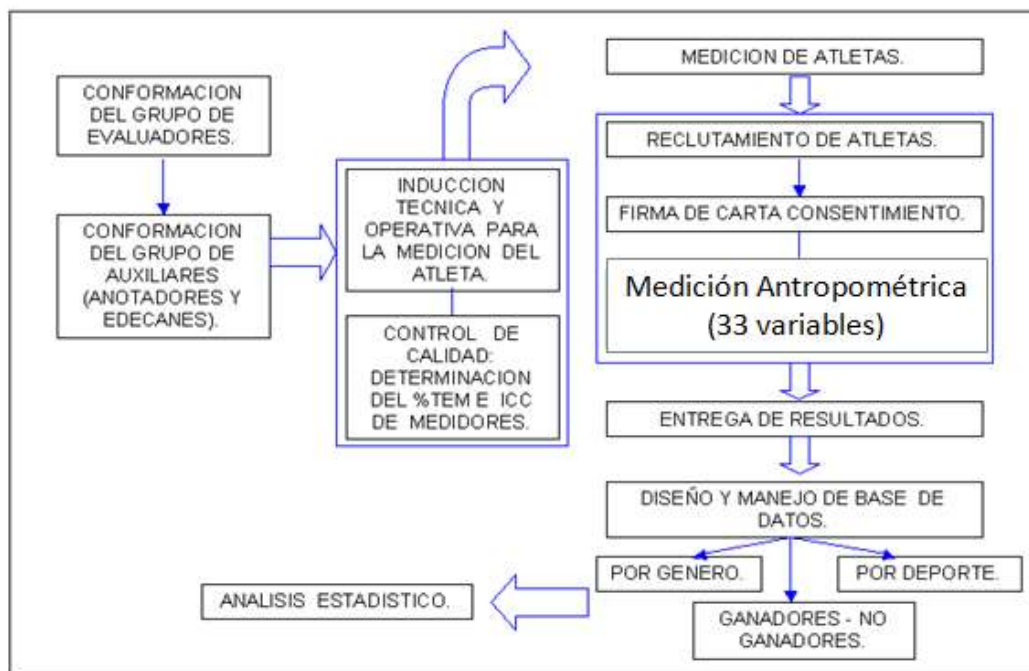 CONFORMACION
DEL GRUPO DE
EVALUADORES.
CONFORMACION
DEL GRUPO DE
AUXILIARES
(ANOTADORES Y
EDECANES).
INDUCCION
TECNICA Y
OPERATIVA PARA
LA MEDICION DEL
ATLETA.
CONTROL DE
CALIDAD:
DETERMINACION
DEL %TEM E ICC
DE MEDIDORES.
MEDICION DE ATLETAS.
RECLUTAMIENTO DE ATLETAS.
FIRMA DE CARTA CONSENTIMIENTO.
Medición Antropométrica
(33 variables)
ENTREGA DE RESULTADOS.
DISEÑO Y MANEJO DE BASE DE
DATOS.
POR GENERO.
POR DEPORTE.
GANADORES - NO
GANADORES.
ANALISIS ESTADISTICO.